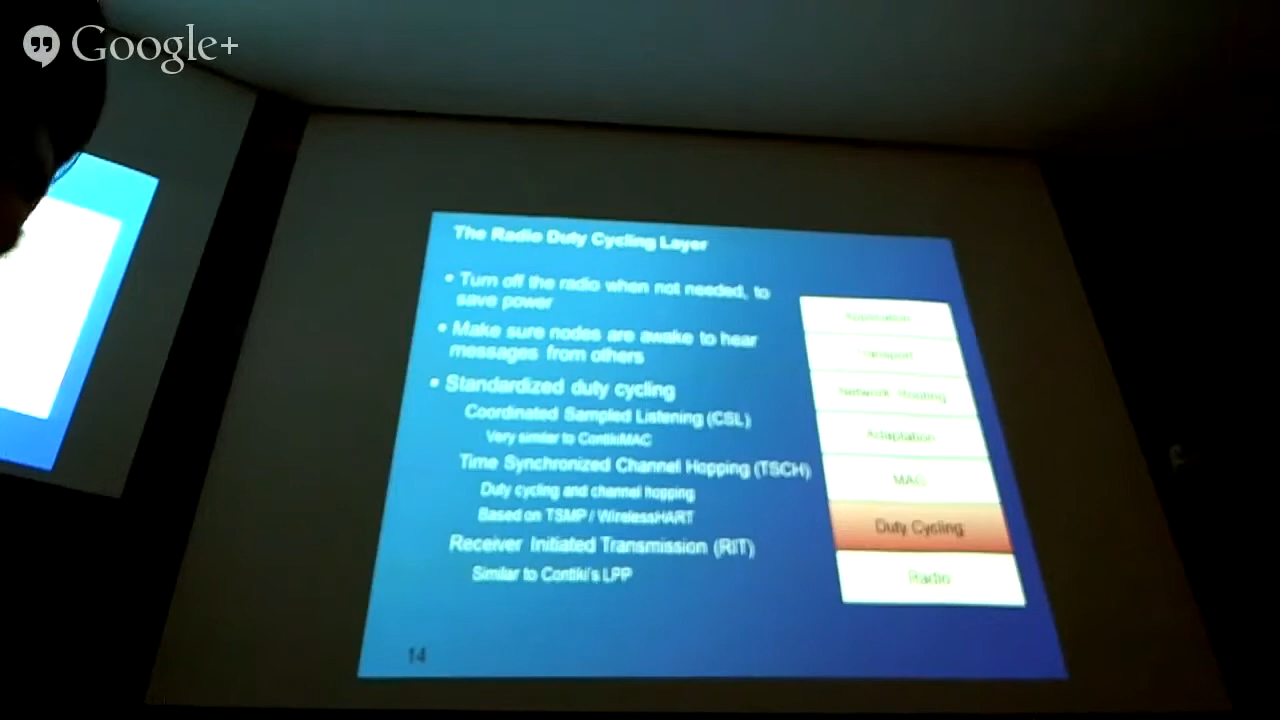 Google+
The Radio Duty Cycling Layer
• Turn off the radio when not needed, to
save power
• Make sure nodes are awake to hear
messages from others
• Standardized duty cycling
Coordinated Sampled Listening (CSL)
Very similar to ContikiMAC
Time Synchronized Channel Hopping (TSCH)
Duty cycling and channel hopping
Based on TSMP / WirelessHART
Receiver Initiated Transmission (RIT)
Similar to Contiki's LPP
14
Application
Transport
Network, Routing
Adaptation
MAC
Duty Cycling
Radio